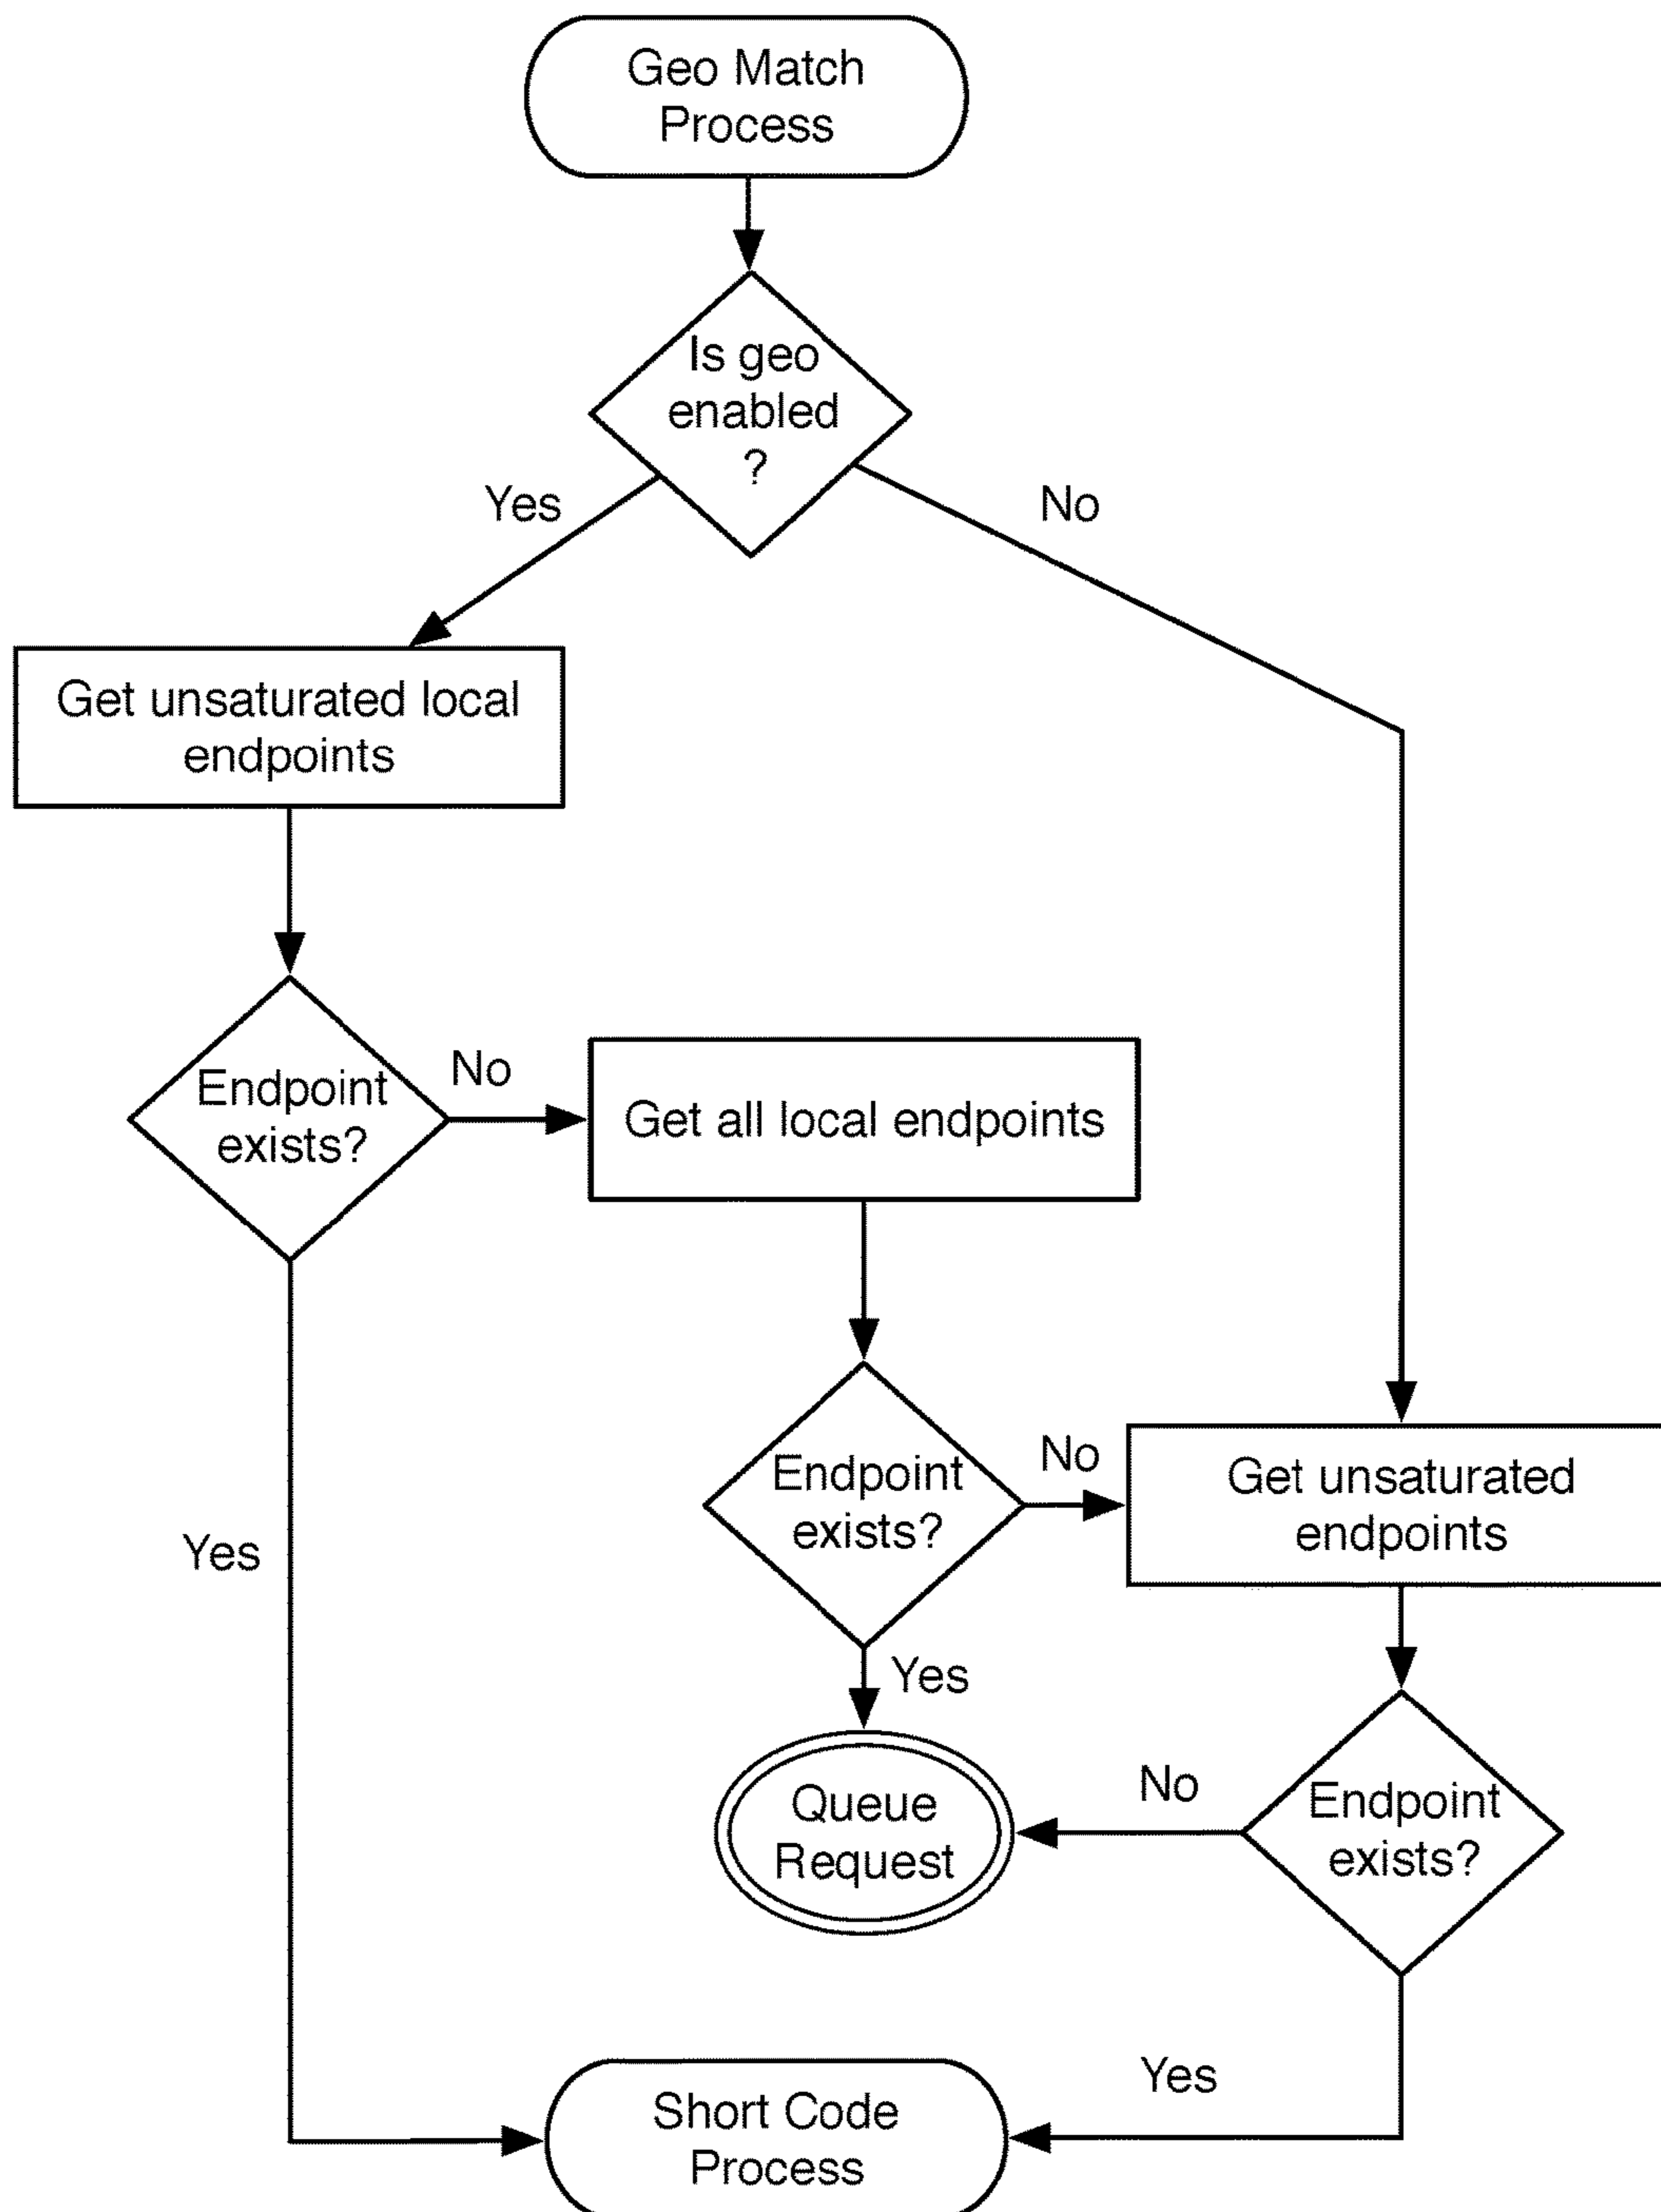 Geo Match
Process
Is geo
enabled
?
Yes
No
Get unsaturated local
endpoints
Endpoint
exists?
No
Get all local endpoints
Endpoint
exists?
No
Get unsaturated
endpoints
Yes
Yes
Queue
Request
No
Endpoint
exists?
Yes
Short Code
Process